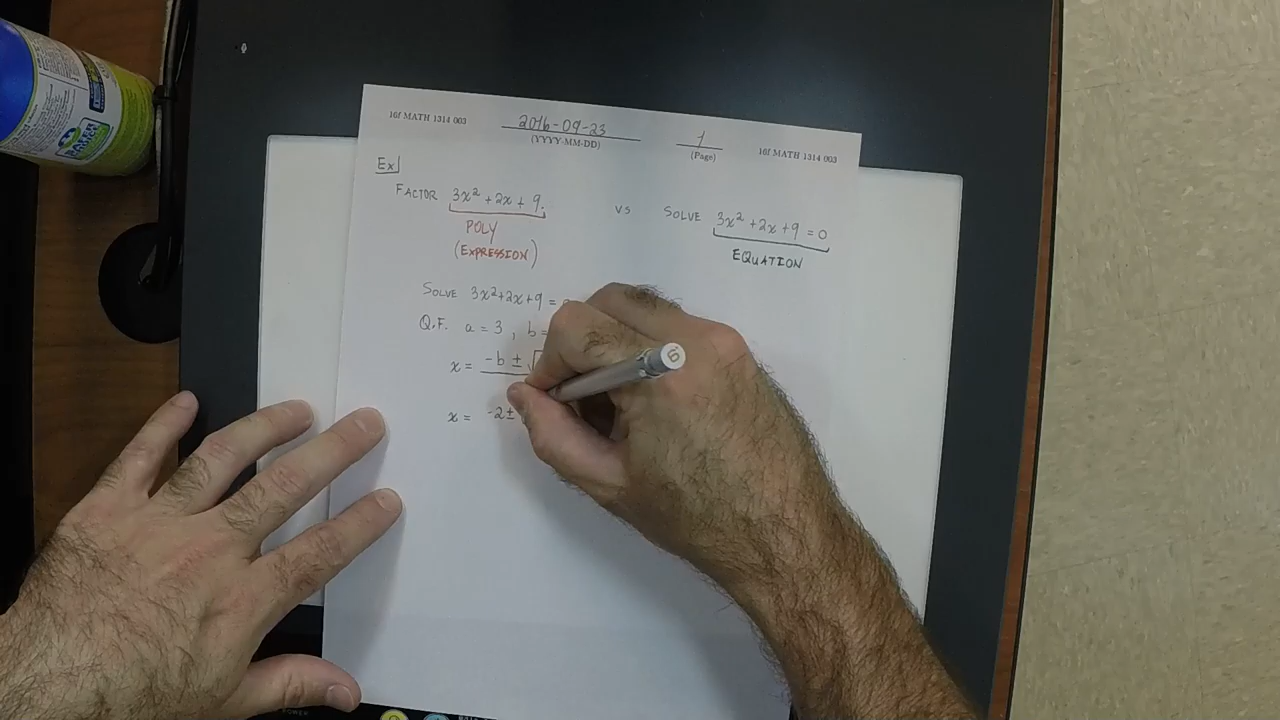 16f MATH 1314 003 2016-09-23 1 16f MATH 1314 003
(YYYY-MM-DD) (Page)
Ex
FACTOR 3x² + 2x + 9. VS SOLVE 3x² + 2x + 9 = 0
POLY EQUATION
(EXPRESSION)
SOLVE 3x²+2x+9 =
Q.F. a = 3 , b =
x = -b ± √
x = -2 ±